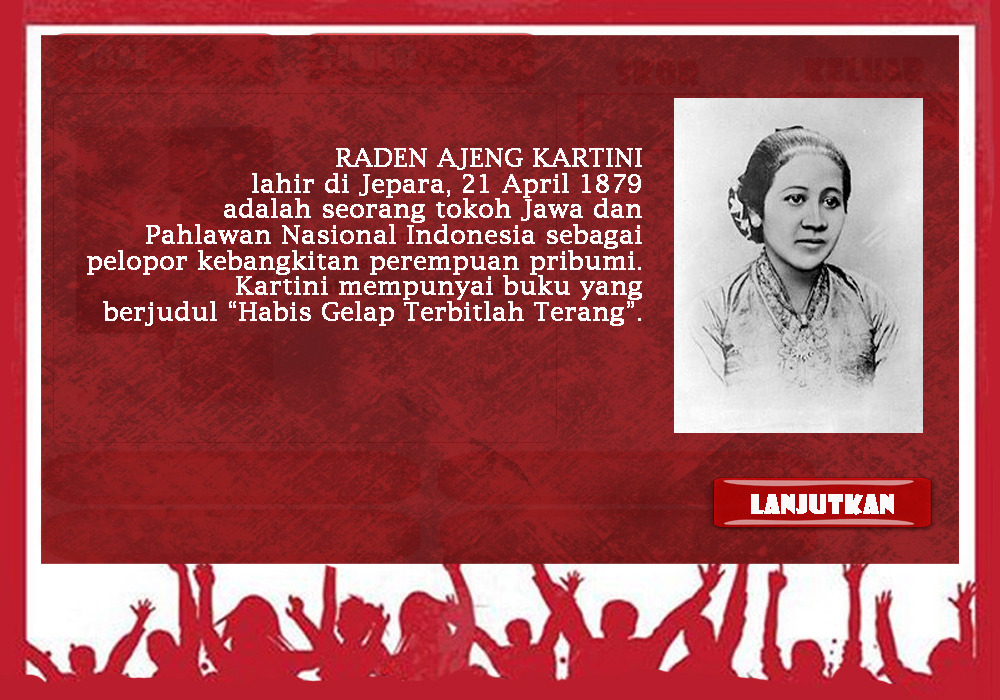 RADEN AJENG KARTINI
lahir di Jepara, 21 April 1879
adalah seorang tokoh Jawa dan
Pahlawan Nasional Indonesia sebagai
pelopor kebangkitan perempuan pribumi.
Kartini mempunyai buku yang
berjudul “Habis Gelap Terbitlah Terang”.
LANJUTKAN